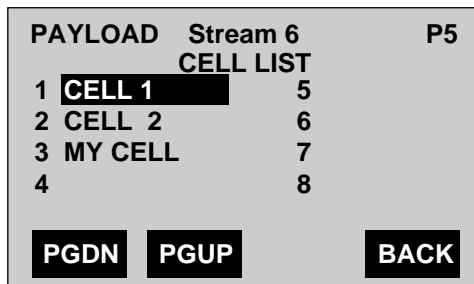 PAYLOAD Stream 6 P5
CELL LIST
1 CELL 1 5
2 CELL 2 6
3 MY CELL 7
4 8
PGDN PGUP BACK